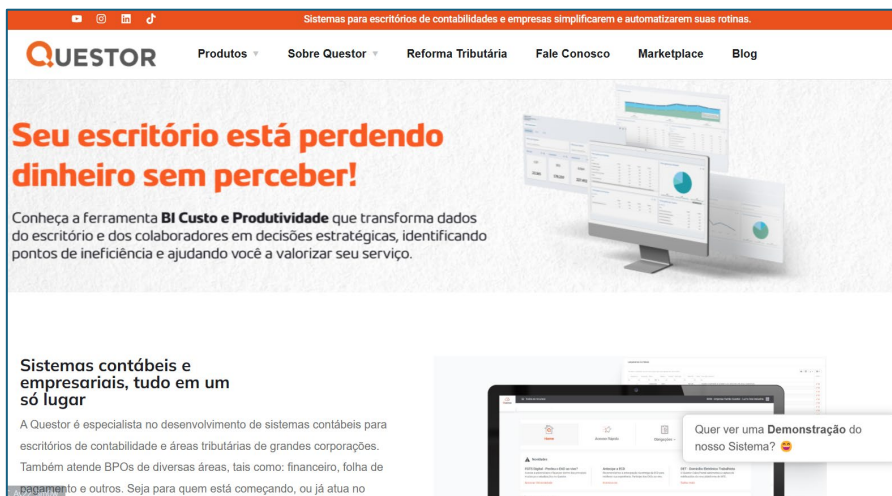 Sistemas para escritórios de contabilidades e empresas simplificarem e automatizarem suas rotinas.
QUESTOR
Produtos
Sobre Questor
Reforma Tributária
Fale Conosco
Marketplace
Blog
Seu escritório está perdendo
dinheiro sem perceber!
Conheça a ferramenta BI Custo e Produtividade que transforma dados
do escritório e dos colaboradores em decisões estratégicas, identificando
pontos de ineficiência e ajudando você a valorizar seu serviço.
Sistemas contábeis e
empresariais, tudo em um
só lugar
A Questor é especialista no desenvolvimento de sistemas contábeis para
escritórios de contabilidade e áreas tributárias de grandes corporações.
Também atende BPOs de diversas áreas, tais como: financeiro, folha de
pagamento e outros. Seja para quem está começando, ou já atua no
Acesso Rápido
Obrigações
Novidades
Quer ver uma Demonstração do
nosso Sistema? 😄